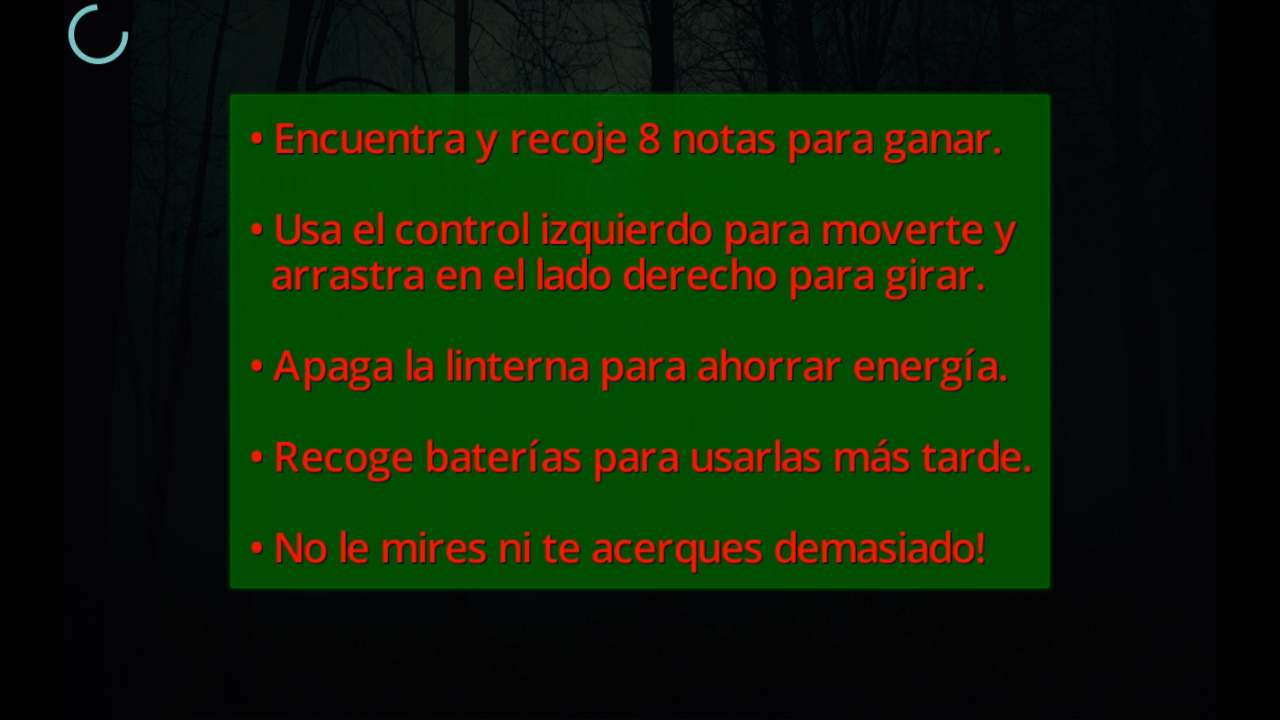 • Encuentra y recoje 8 notas para ganar.
• Usa el control izquierdo para moverte y
arrastra en el lado derecho para girar.
• Apaga la linterna para ahorrar energía.
• Recoge baterías para usarlas más tarde.
• No le mires ni te acerques demasiado!